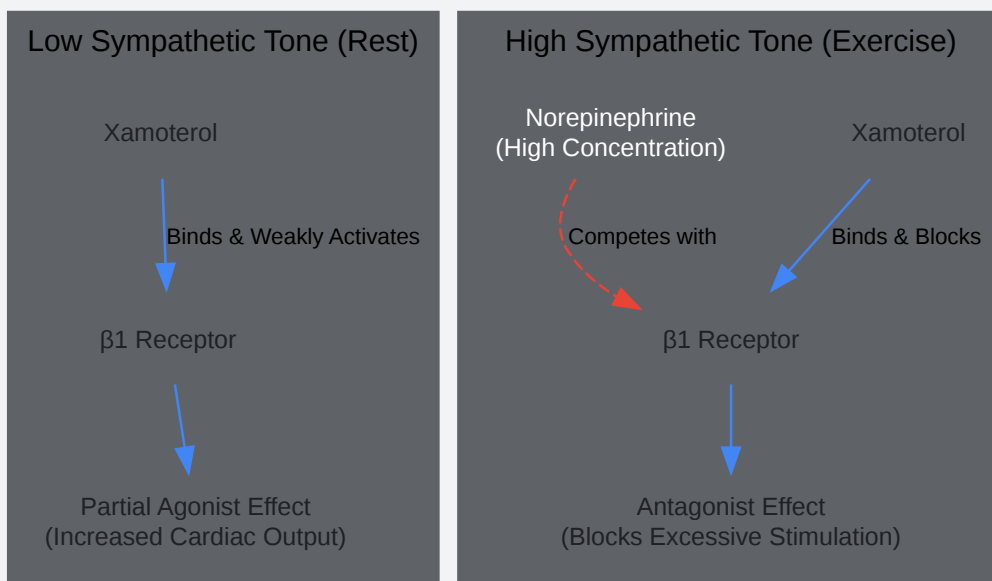 Low Sympathetic Tone (Rest)
Xamoterol
Binds & Weakly Activates
β1 Receptor
Partial Agonist Effect
(Increased Cardiac Output)
High Sympathetic Tone (Exercise)
Norepinephrine
(High Concentration)
Xamoterol
Competes with
Binds & Blocks
β1 Receptor
Antagonist Effect
(Blocks Excessive Stimulation)